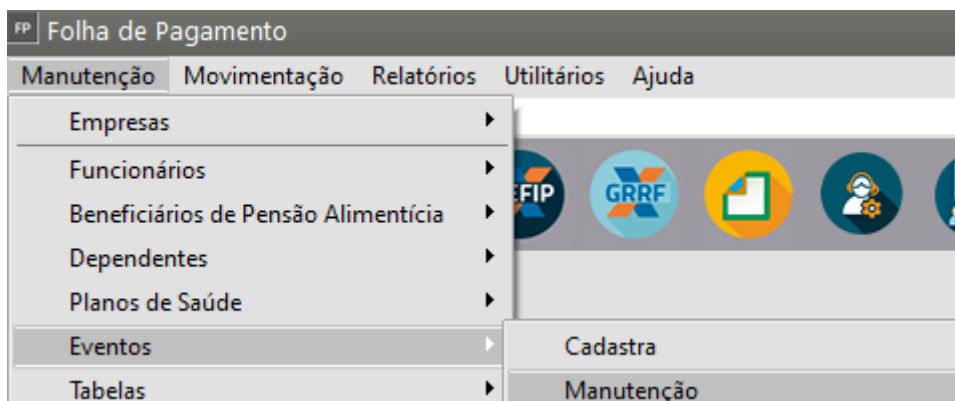 FP Folha de Pagamento
Manutenção Movimentação Relatórios Utilitários Ajuda
Empresas
Funcionários
Beneficiários de Pensão Alimentícia
Dependentes
Planos de Saúde
Eventos
Tabelas
EFIP
GRRF
Cadastra
Manutenção